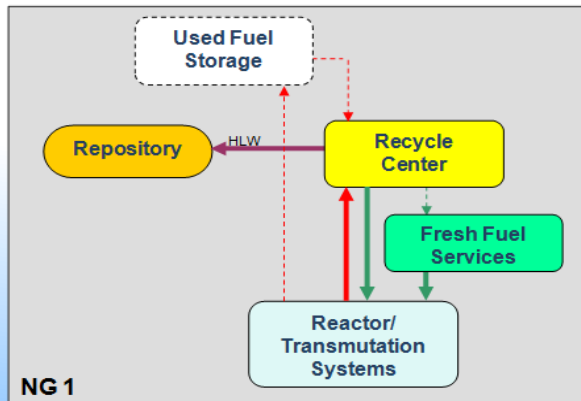 Used Fuel
Storage
HLW
Repository
Recycle
Center
Fresh Fuel
Services
Reactor/
Transmutation
Systems
NG 1